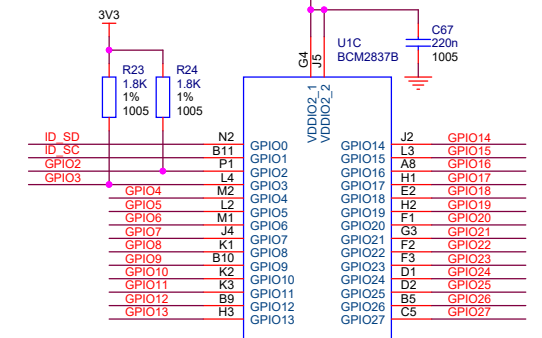 3V3
C67
220n
1005
U1C
BCM2837B
G4
J5
R23
1.8K
1%
1005
R24
1.8K
1%
1005
VDDIO2_1
VDDIO2_2
ID_SD N2 GPIO0 GPIO14 J2 GPIO14
ID_SC B11 GPIO1 GPIO15 L3 GPIO15
GPIO2 P1 GPIO2 GPIO16 A8 GPIO16
GPIO3 L4 GPIO3 GPIO17 H1 GPIO17
GPIO4 M2 GPIO4 GPIO18 E2 GPIO18
GPIO5 L2 GPIO5 GPIO19 H2 GPIO19
GPIO6 M1 GPIO6 GPIO20 F1 GPIO20
GPIO7 J4 GPIO7 GPIO21 G3 GPIO21
GPIO8 K1 GPIO8 GPIO22 F2 GPIO22
GPIO9 B10 GPIO9 GPIO23 F3 GPIO23
GPIO10 K2 GPIO10 GPIO24 D1 GPIO24
GPIO11 K3 GPIO11 GPIO25 D2 GPIO25
GPIO12 B9 GPIO12 GPIO26 B5 GPIO26
GPIO13 H3 GPIO13 GPIO27 C5 GPIO27